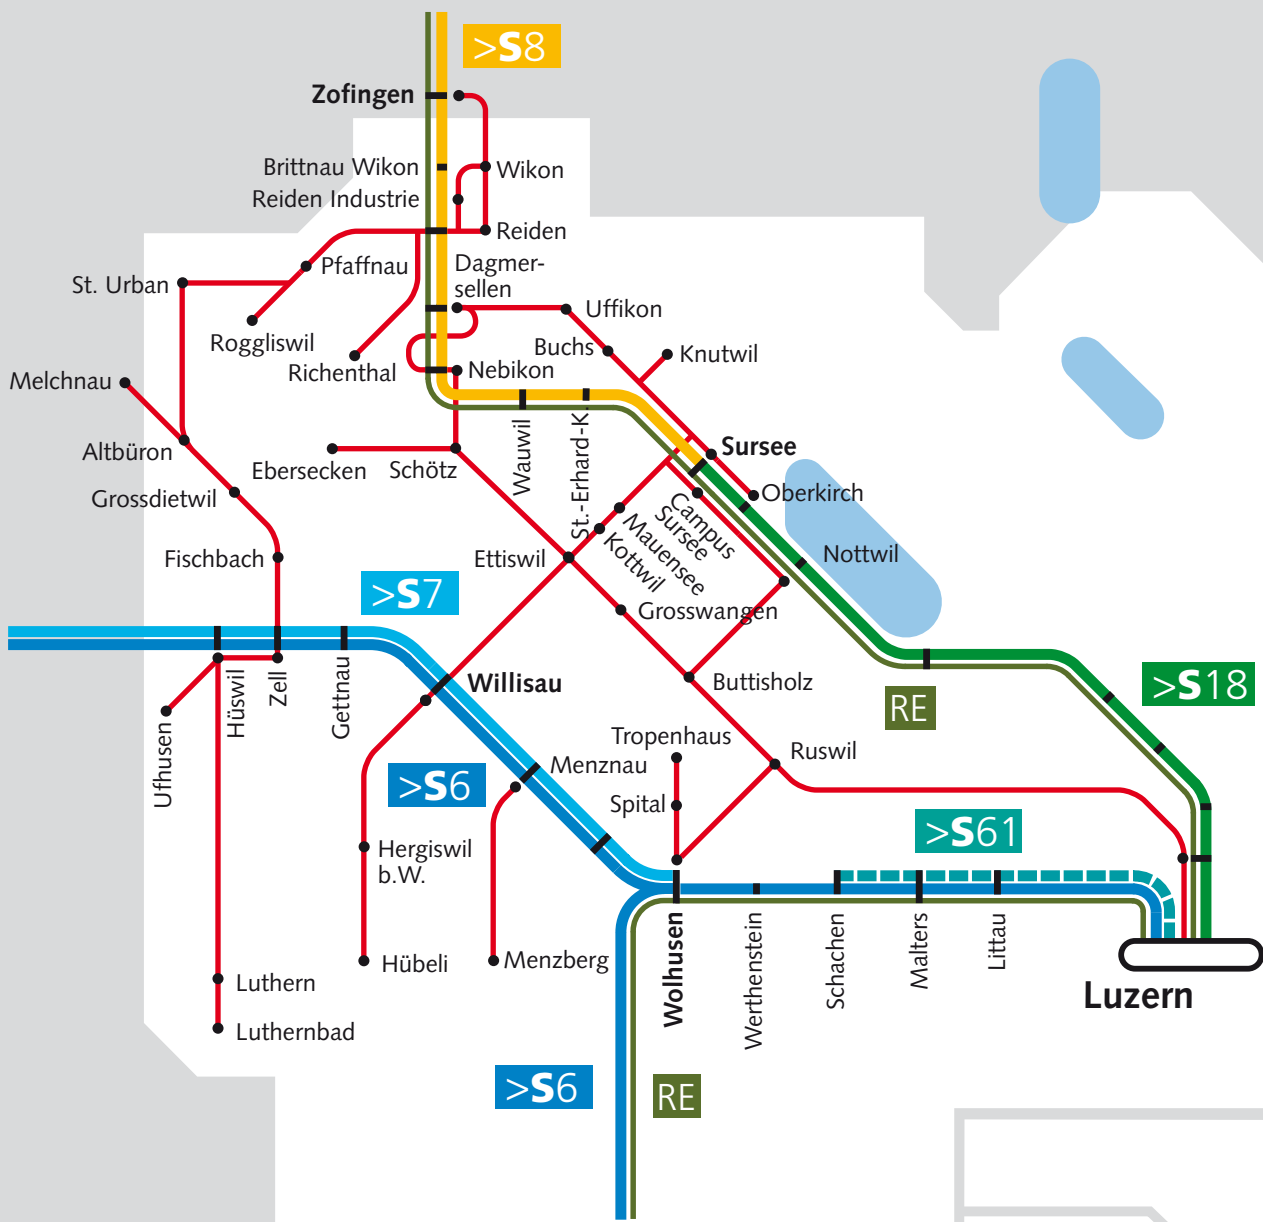 >S8
Zofingen
Brittnau Wikon
Wikon
Reiden Industrie
Reiden
Pfaffnau
Dagmer-
sellen
St. Urban
Uffikon
Roggliswil
Buchs
Knutwil
Richenthal
Nebikon
Melchnau
Altbüron
Ebersecken
Schötz
Wauwil
St.-Erhard-K.
Sursee
Grossdietwil
Oberkirch
Campus
Sursee
Mauensee
Kottwil
Fischbach
Ettiswil
Nottwil
>S7
Grosswangen
Hüswil
Zell
Gettnau
Willisau
Buttisholz
>S18
RE
Ufhusen
Tropenhaus
Ruswil
Menznau
>S6
Spital
>S61
Hergiswil
b.W.
Hübeli
Menzberg
Wolhusen
Werthenstein
Schachen
Malters
Littau
Luthern
Luzern
Luthernbad
>S6
RE